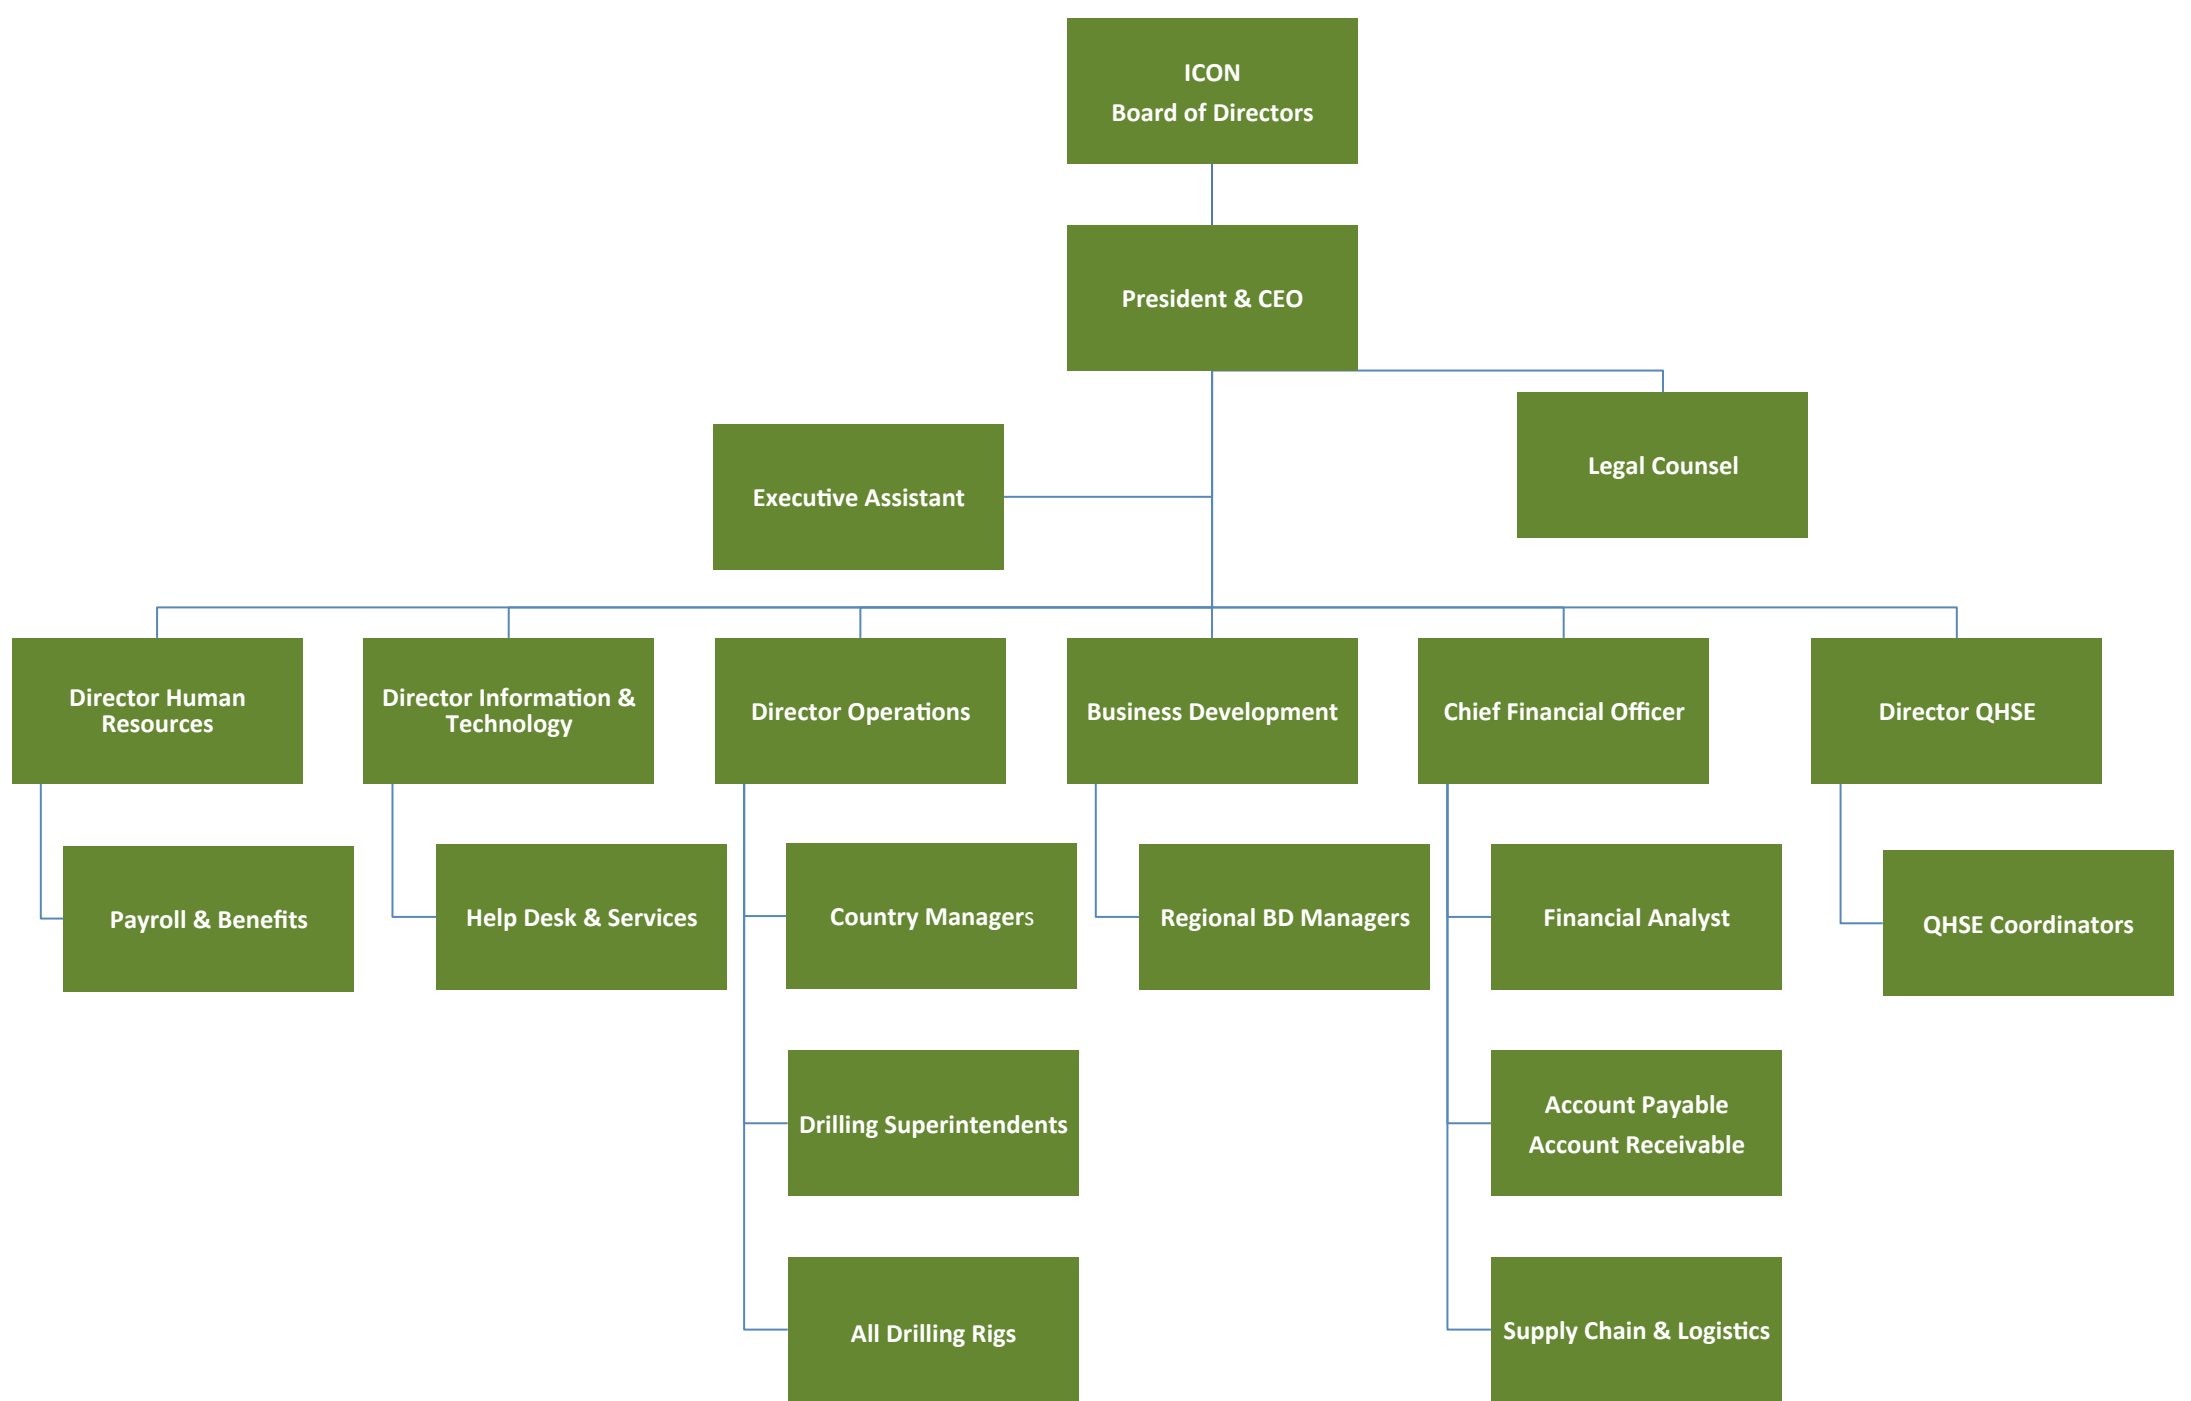 ICON
Board of Directors
President & CEO
Legal Counsel
Executive Assistant
Director Human
Resources
Director Information &
Technology
Director Operations
Business Development
Chief Financial Officer
Director QHSE
Payroll & Benefits
Help Desk & Services
Country Managers
Regional BD Managers
Financial Analyst
QHSE Coordinators
Drilling Superintendents
Account Payable
Account Receivable
All Drilling Rigs
Supply Chain & Logistics